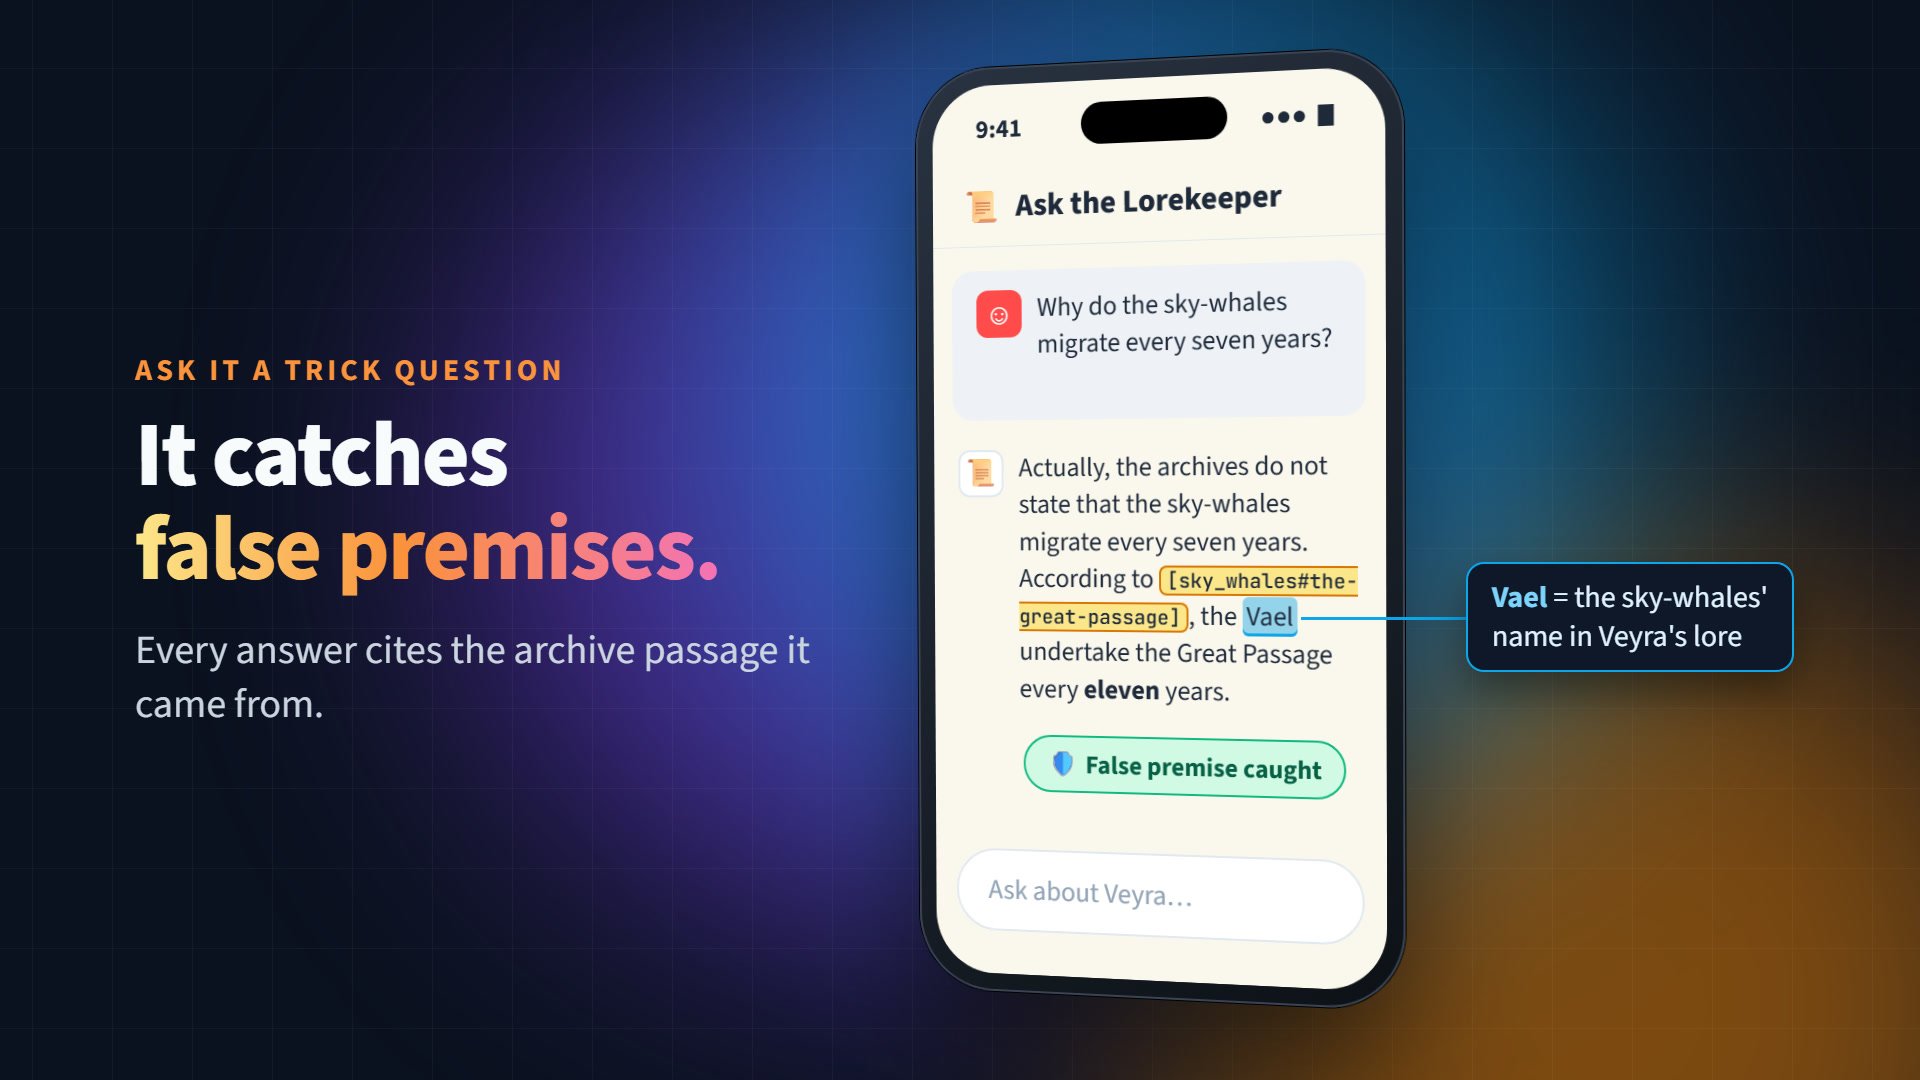 ASK IT A TRICK QUESTION
It catches
false premises.
Every answer cites the archive passage it
came from.
9:41
Ask the Lorekeeper
Why do the sky-whales
migrate every seven years?
Actually, the archives do not
state that the sky-whales
migrate every seven years.
According to [sky_whales#the-
great-passage], the Vael
undertake the Great Passage
every eleven years.
False premise caught
Ask about Veyra…
Vael = the sky-whales'
name in Veyra's lore